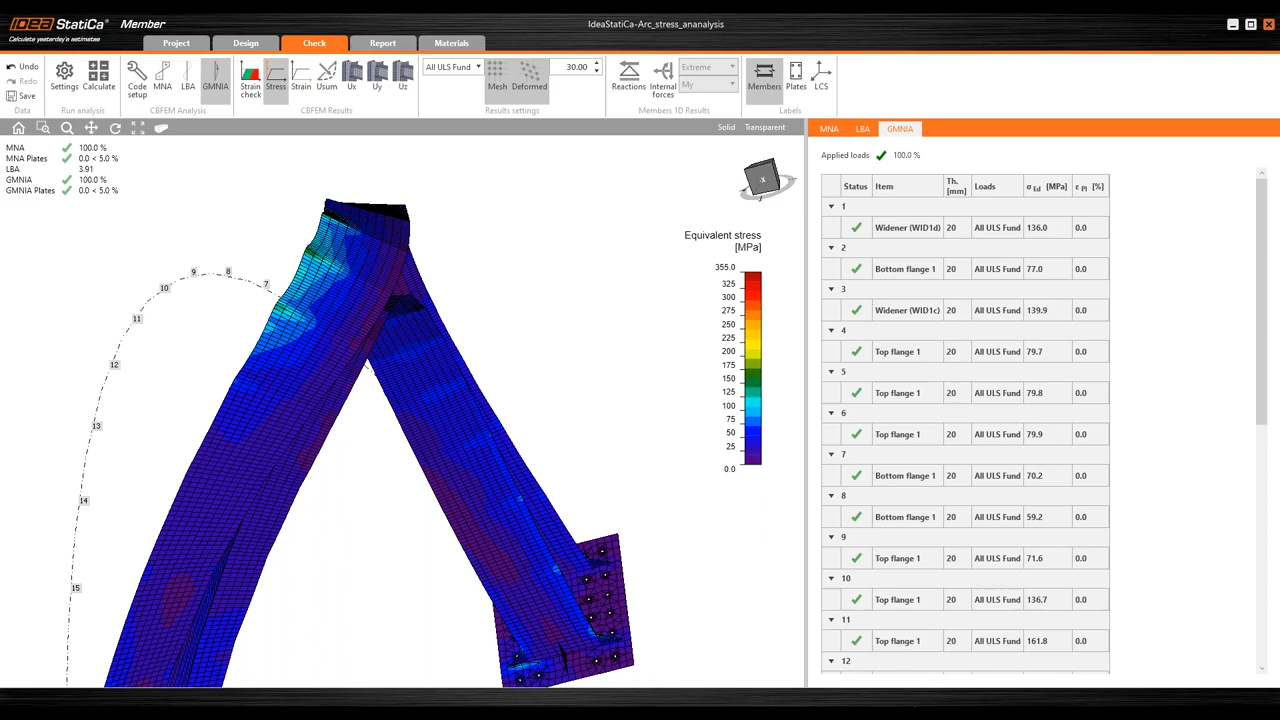 IDEA StatiCa® Member
Calculate yesterday's estimates
IdeaStatiCa-Arc_stress_ananalysis
Project Design Check Report Materials
Undo
Redo
Save
Data
Settings Calculate
Run analysis
Code setup MNA LBA GMNIA
CBFEM Analysis
Strain check Stress Strain Usum Ux Uy Uz
CBFEM Results
All ULS Fund 30.00
Mesh Deformed
Results settings
Reactions Internal forces Extreme
My
Members 1D Results
Members Plates LCS
Labels
Solid Transparent
MNA 100.0 %
MNA Plates 0.0 < 5.0 %
LBA 3.91
GMNIA 100.0 %
GMNIA Plates 0.0 < 5.0 %
-X
Equivalent stress
[MPa]
355.0
325
300
275
250
225
200
175
150
125
100
75
50
25
0.0
7
8
9
10
11
12
13
14
15
MNA LBA GMNIA
Applied loads 100.0 %
Status Item Th. [mm] Loads σ Ed [MPa] ε Pl [%]
1
Widener (WID1d) 20 All ULS Fund 136.0 0.0
2
Bottom flange 1 20 All ULS Fund 77.0 0.0
3
Widener (WID1c) 20 All ULS Fund 139.9 0.0
4
Top flange 1 20 All ULS Fund 79.7 0.0
5
Top flange 1 20 All ULS Fund 79.8 0.0
6
Top flange 1 20 All ULS Fund 79.9 0.0
7
Bottom flange 1 20 All ULS Fund 70.2 0.0
8
Bottom flange 1 20 All ULS Fund 59.2 0.0
9
Top flange 1 20 All ULS Fund 71.6 0.0
10
Top flange 1 20 All ULS Fund 136.7 0.0
11
Top flange 1 20 All ULS Fund 161.8 0.0
12